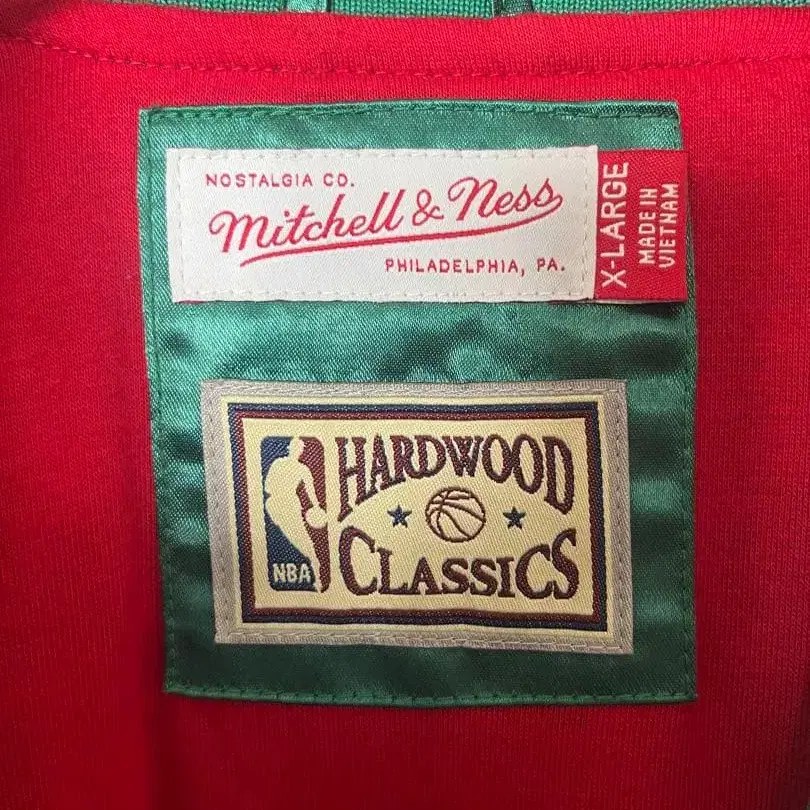 NOSTALGIA CO.
Mitchell & Ness
PHILADELPHIA, PA.
X-LARGE
MADE IN
VIETNAM
HARDWOOD
CLASSICS
NBA